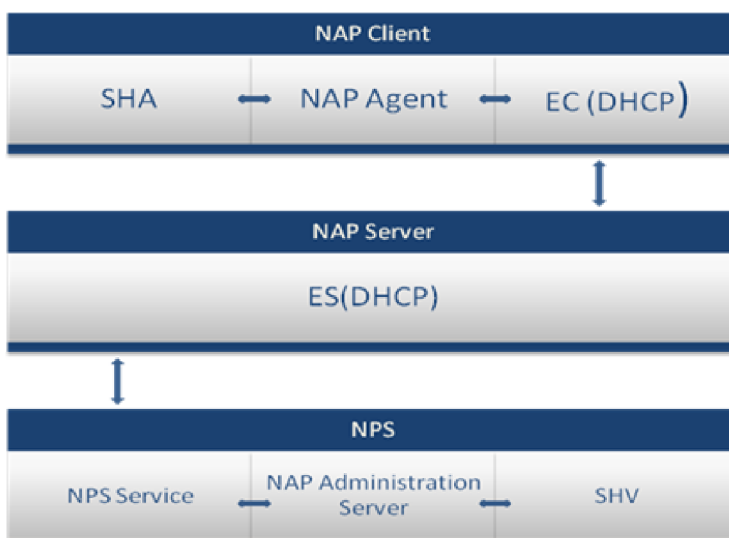 NAP Client
SHA
NAP Agent
EC (DHCP)
NAP Server
ES(DHCP)
NPS
NPS Service
NAP Administration
Server
SHV